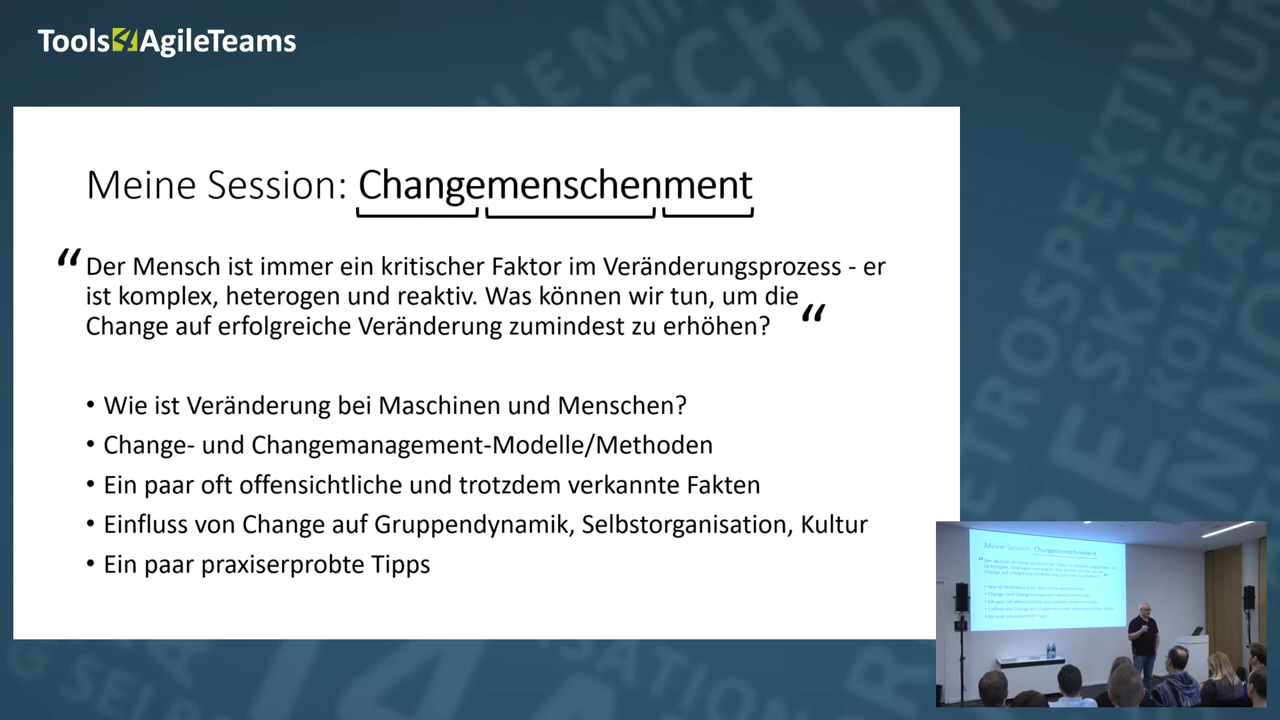 Tools4AgileTeams
Meine Session: Changemenschenment
“ Der Mensch ist immer ein kritischer Faktor im Veränderungsprozess - er
ist komplex, heterogen und reaktiv. Was können wir tun, um die
Change auf erfolgreiche Veränderung zumindest zu erhöhen? “
• Wie ist Veränderung bei Maschinen und Menschen?
• Change- und Changemanagement-Modelle/Methoden
• Ein paar oft offensichtliche und trotzdem verkannte Fakten
• Einfluss von Change auf Gruppendynamik, Selbstorganisation, Kultur
• Ein paar praxiserprobte Tipps
Meine Session: Changemenschenment